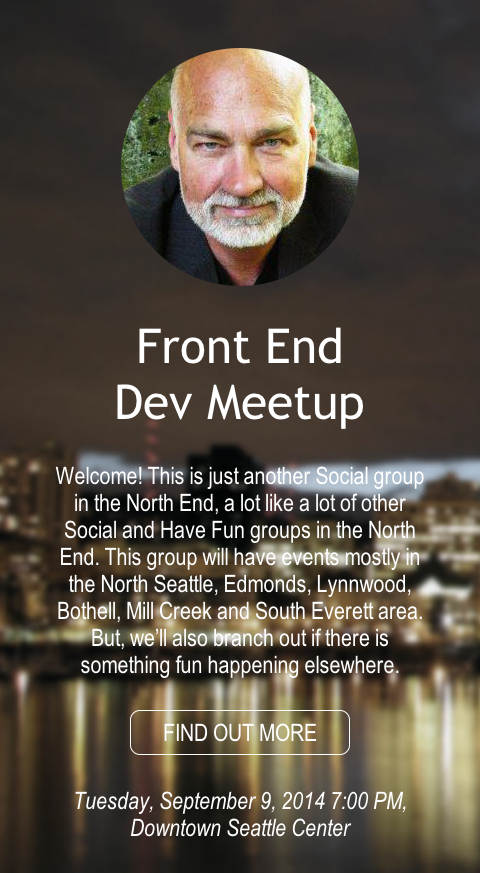 Front End
Dev Meetup
Welcome! This is just another Social group
in the North End, a lot like a lot of other
Social and Have Fun groups in the North
End. This group will have events mostly in
the North Seattle, Edmonds, Lynnwood,
Bothell, Mill Creek and South Everett area.
But, we’ll also branch out if there is
something fun happening elsewhere.
FIND OUT MORE
Tuesday, September 9, 2014 7:00 PM,
Downtown Seattle Center